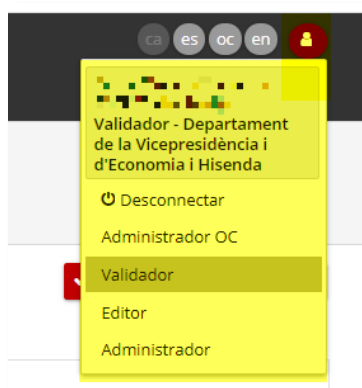 ca es oc en
Validador - Departament
de la Vicepresidència i
d'Economia i Hisenda
Desconnectar
Administrador OC
Validador
Editor
Administrador